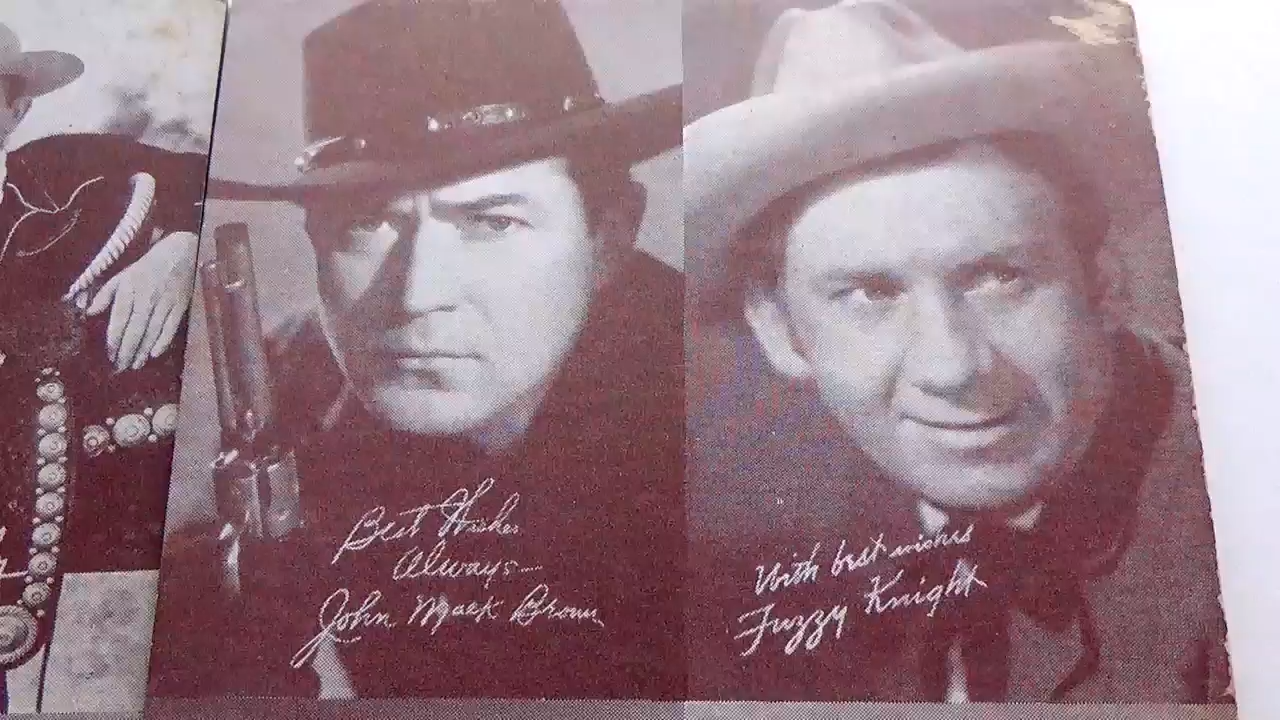 Best Wishes
Always-
John Mack Brown
With best wishes
Fuzzy Knight